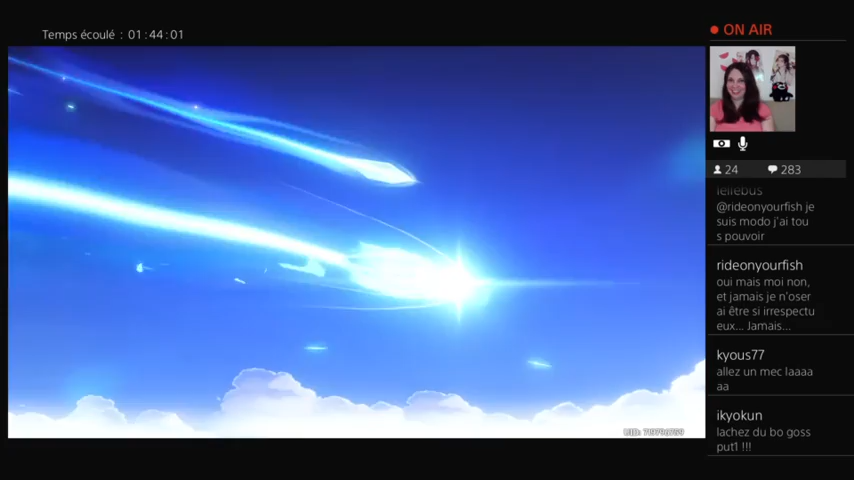 Temps écoulé : 01:44:01
ON AIR
24 283
@rideonyourfish je
suis modo j'ai tou
s pouvoir
rideonyourfish
oui mais moi non,
et jamais je n'oser
ai être si irrespectu
eux... Jamais...
kyous77
allez un mec laaaa
aa
ikyokun
lachez du bo goss
put1 !!!
UID: